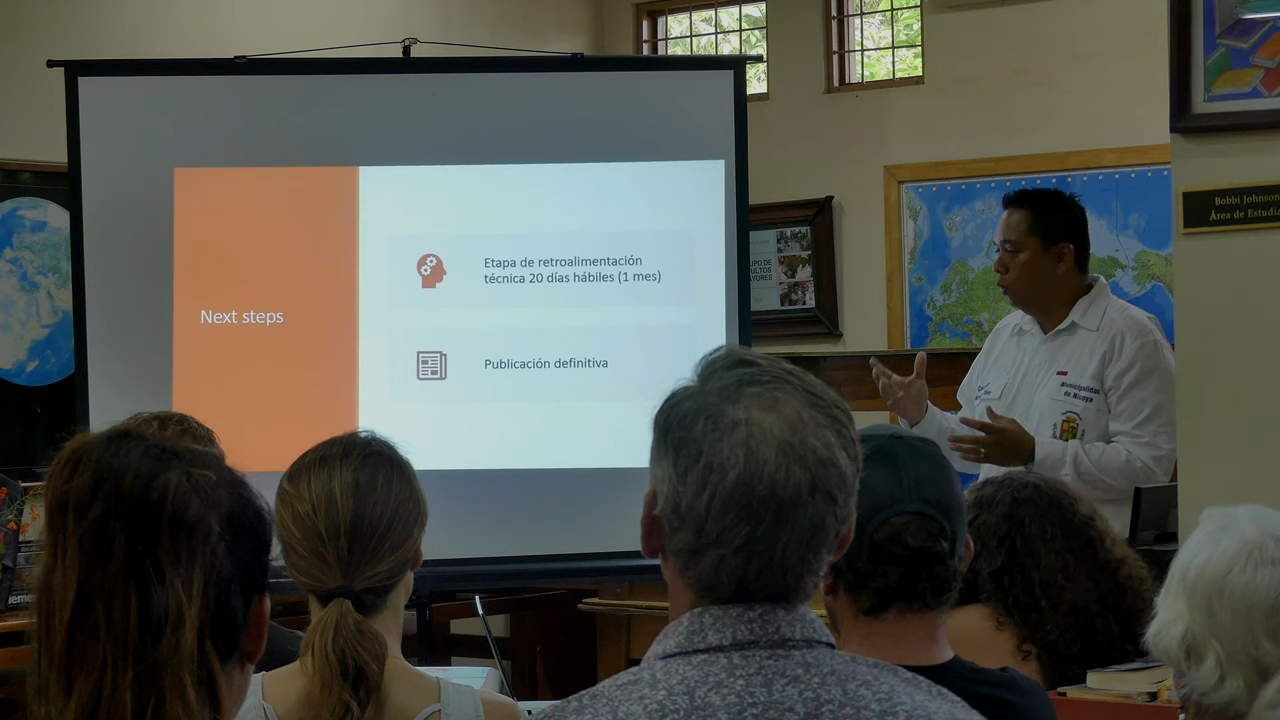 Next steps
Etapa de retroalimentación
técnica 20 días hábiles (1 mes)
Publicación definitiva
Municipalidad
de Nicoya
Bobbi Johnson
Área de Estudi